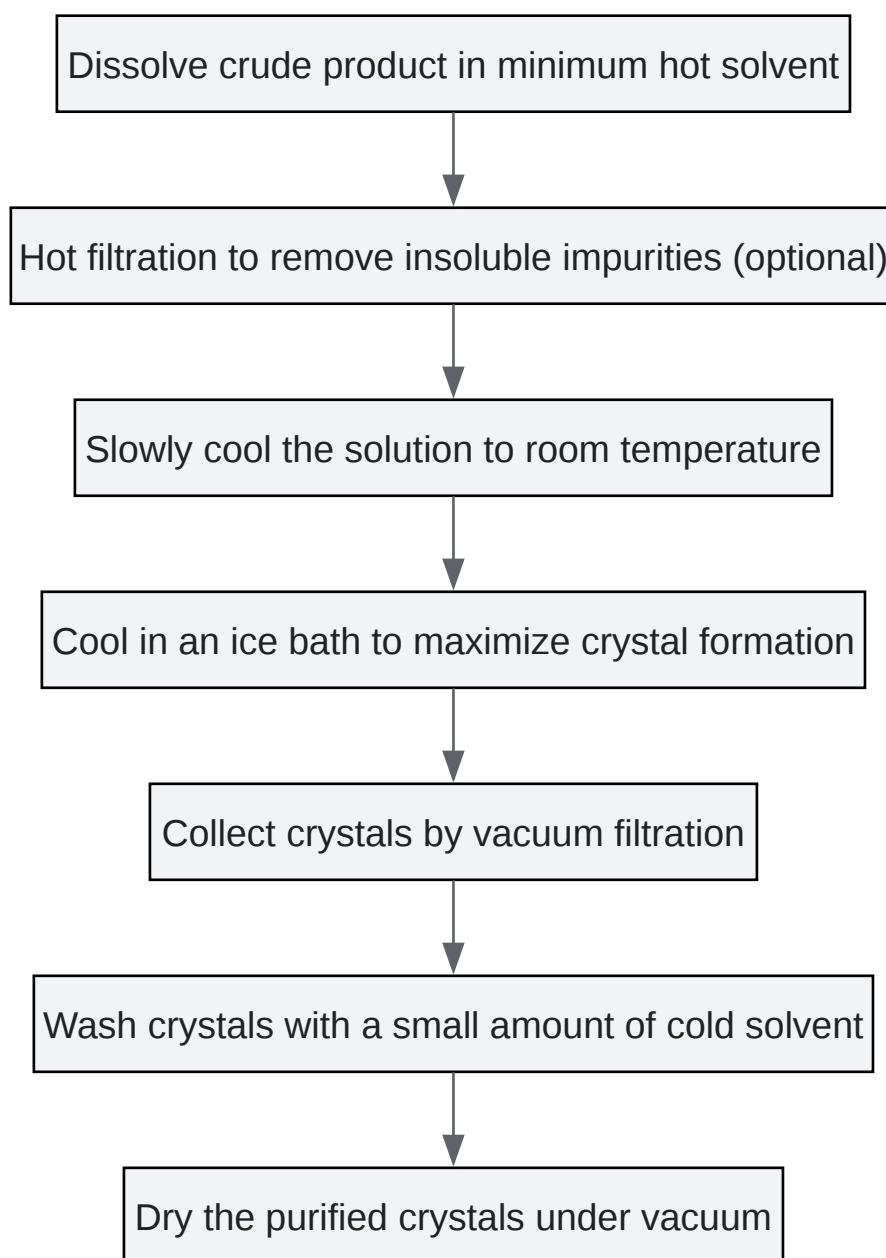 Dissolve crude product in minimum hot solvent
Hot filtration to remove insoluble impurities (optional)
Slowly cool the solution to room temperature
Cool in an ice bath to maximize crystal formation
Collect crystals by vacuum filtration
Wash crystals with a small amount of cold solvent
Dry the purified crystals under vacuum